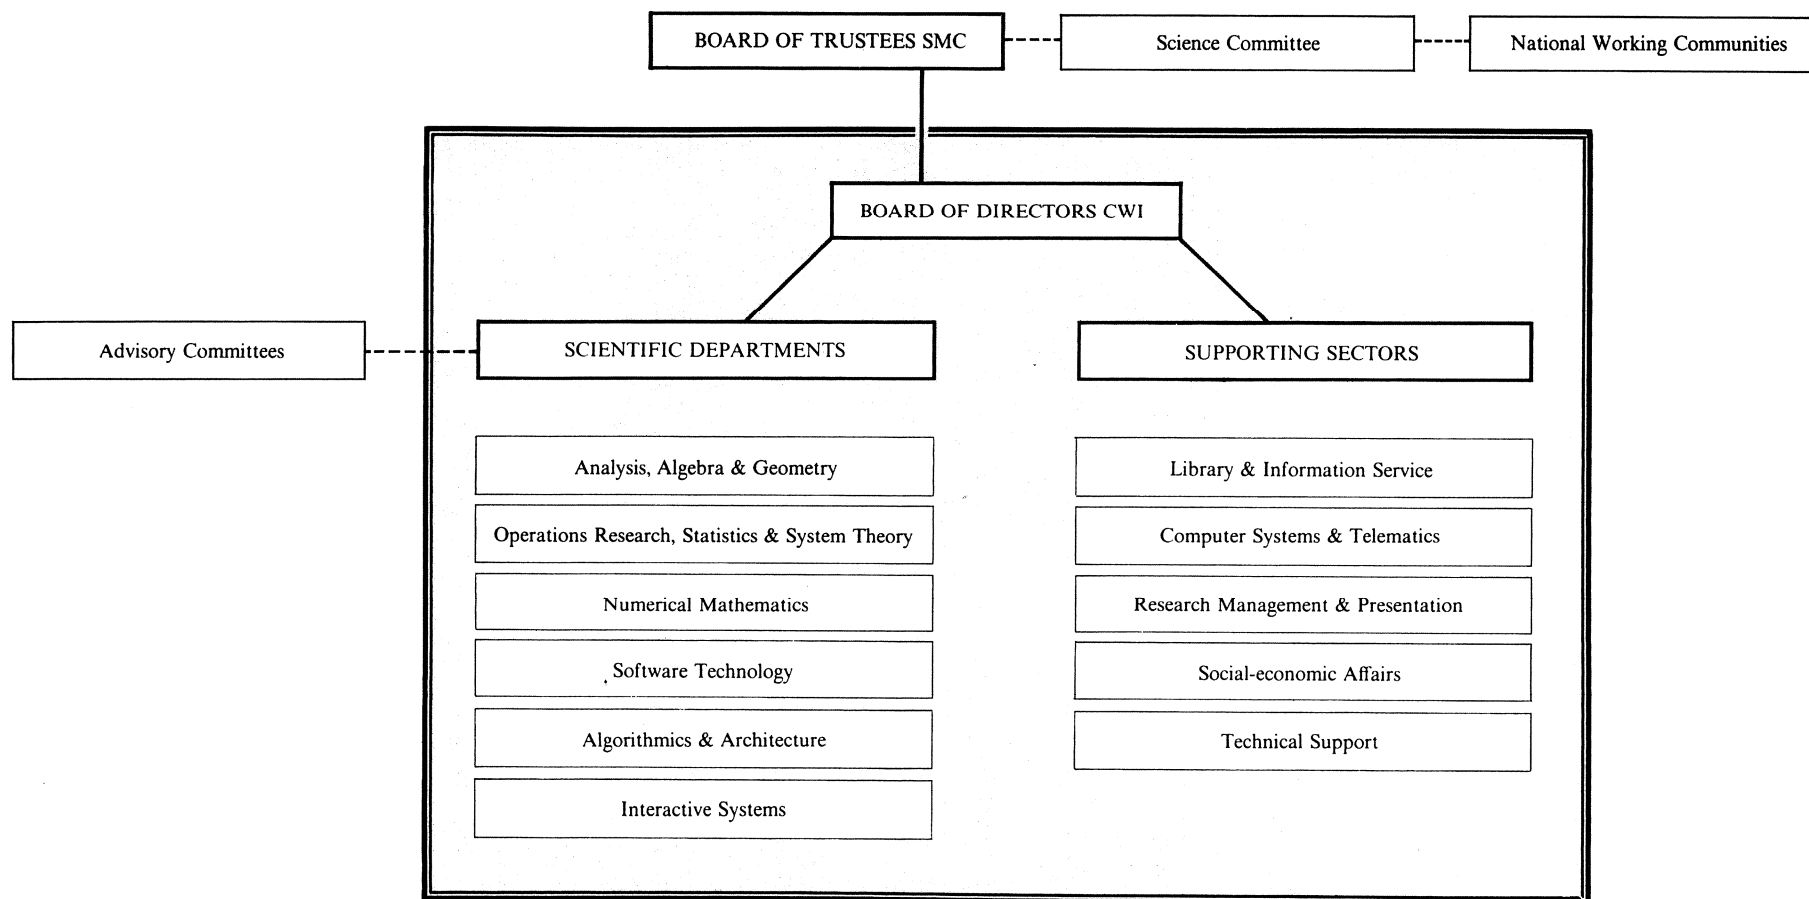 BOARD OF TRUSTEES SMC
Science Committee
National Working Communities
BOARD OF DIRECTORS CWI
Advisory Committees
SCIENTIFIC DEPARTMENTS
SUPPORTING SECTORS
Analysis, Algebra & Geometry
Library & Information Service
Operations Research, Statistics & System Theory
Computer Systems & Telematics
Numerical Mathematics
Research Management & Presentation
Software Technology
Social-economic Affairs
Algorithmics & Architecture
Technical Support
Interactive Systems